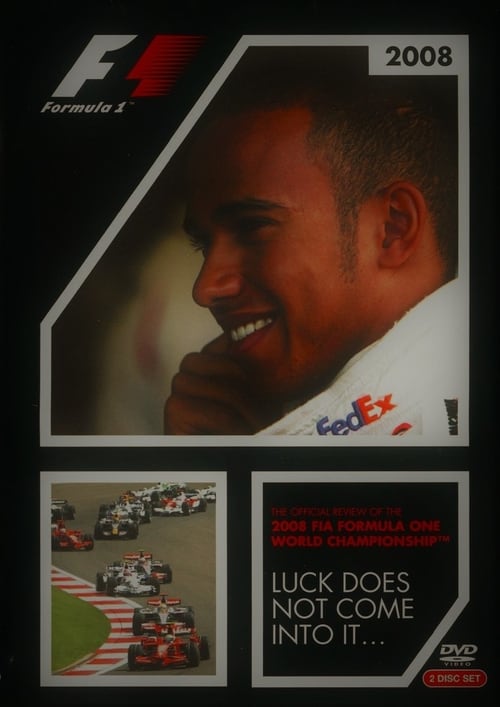 F1
Formula 1™
2008
FedEx
THE OFFICIAL REVIEW OF THE
2008 FIA FORMULA ONE
WORLD CHAMPIONSHIP™
LUCK DOES
NOT COME
INTO IT...
DVD
VIDEO
2 DISC SET